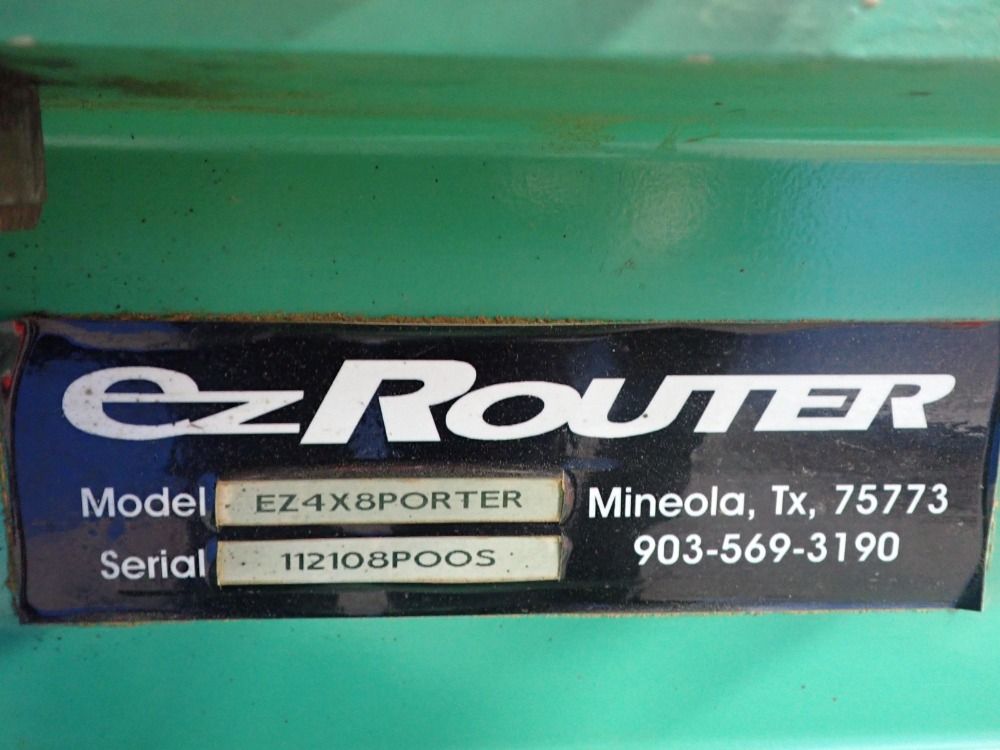 ezRouter
Model EZ4X8PORTER
Serial 112108POOS
Mineola, Tx, 75773
903-569-3190